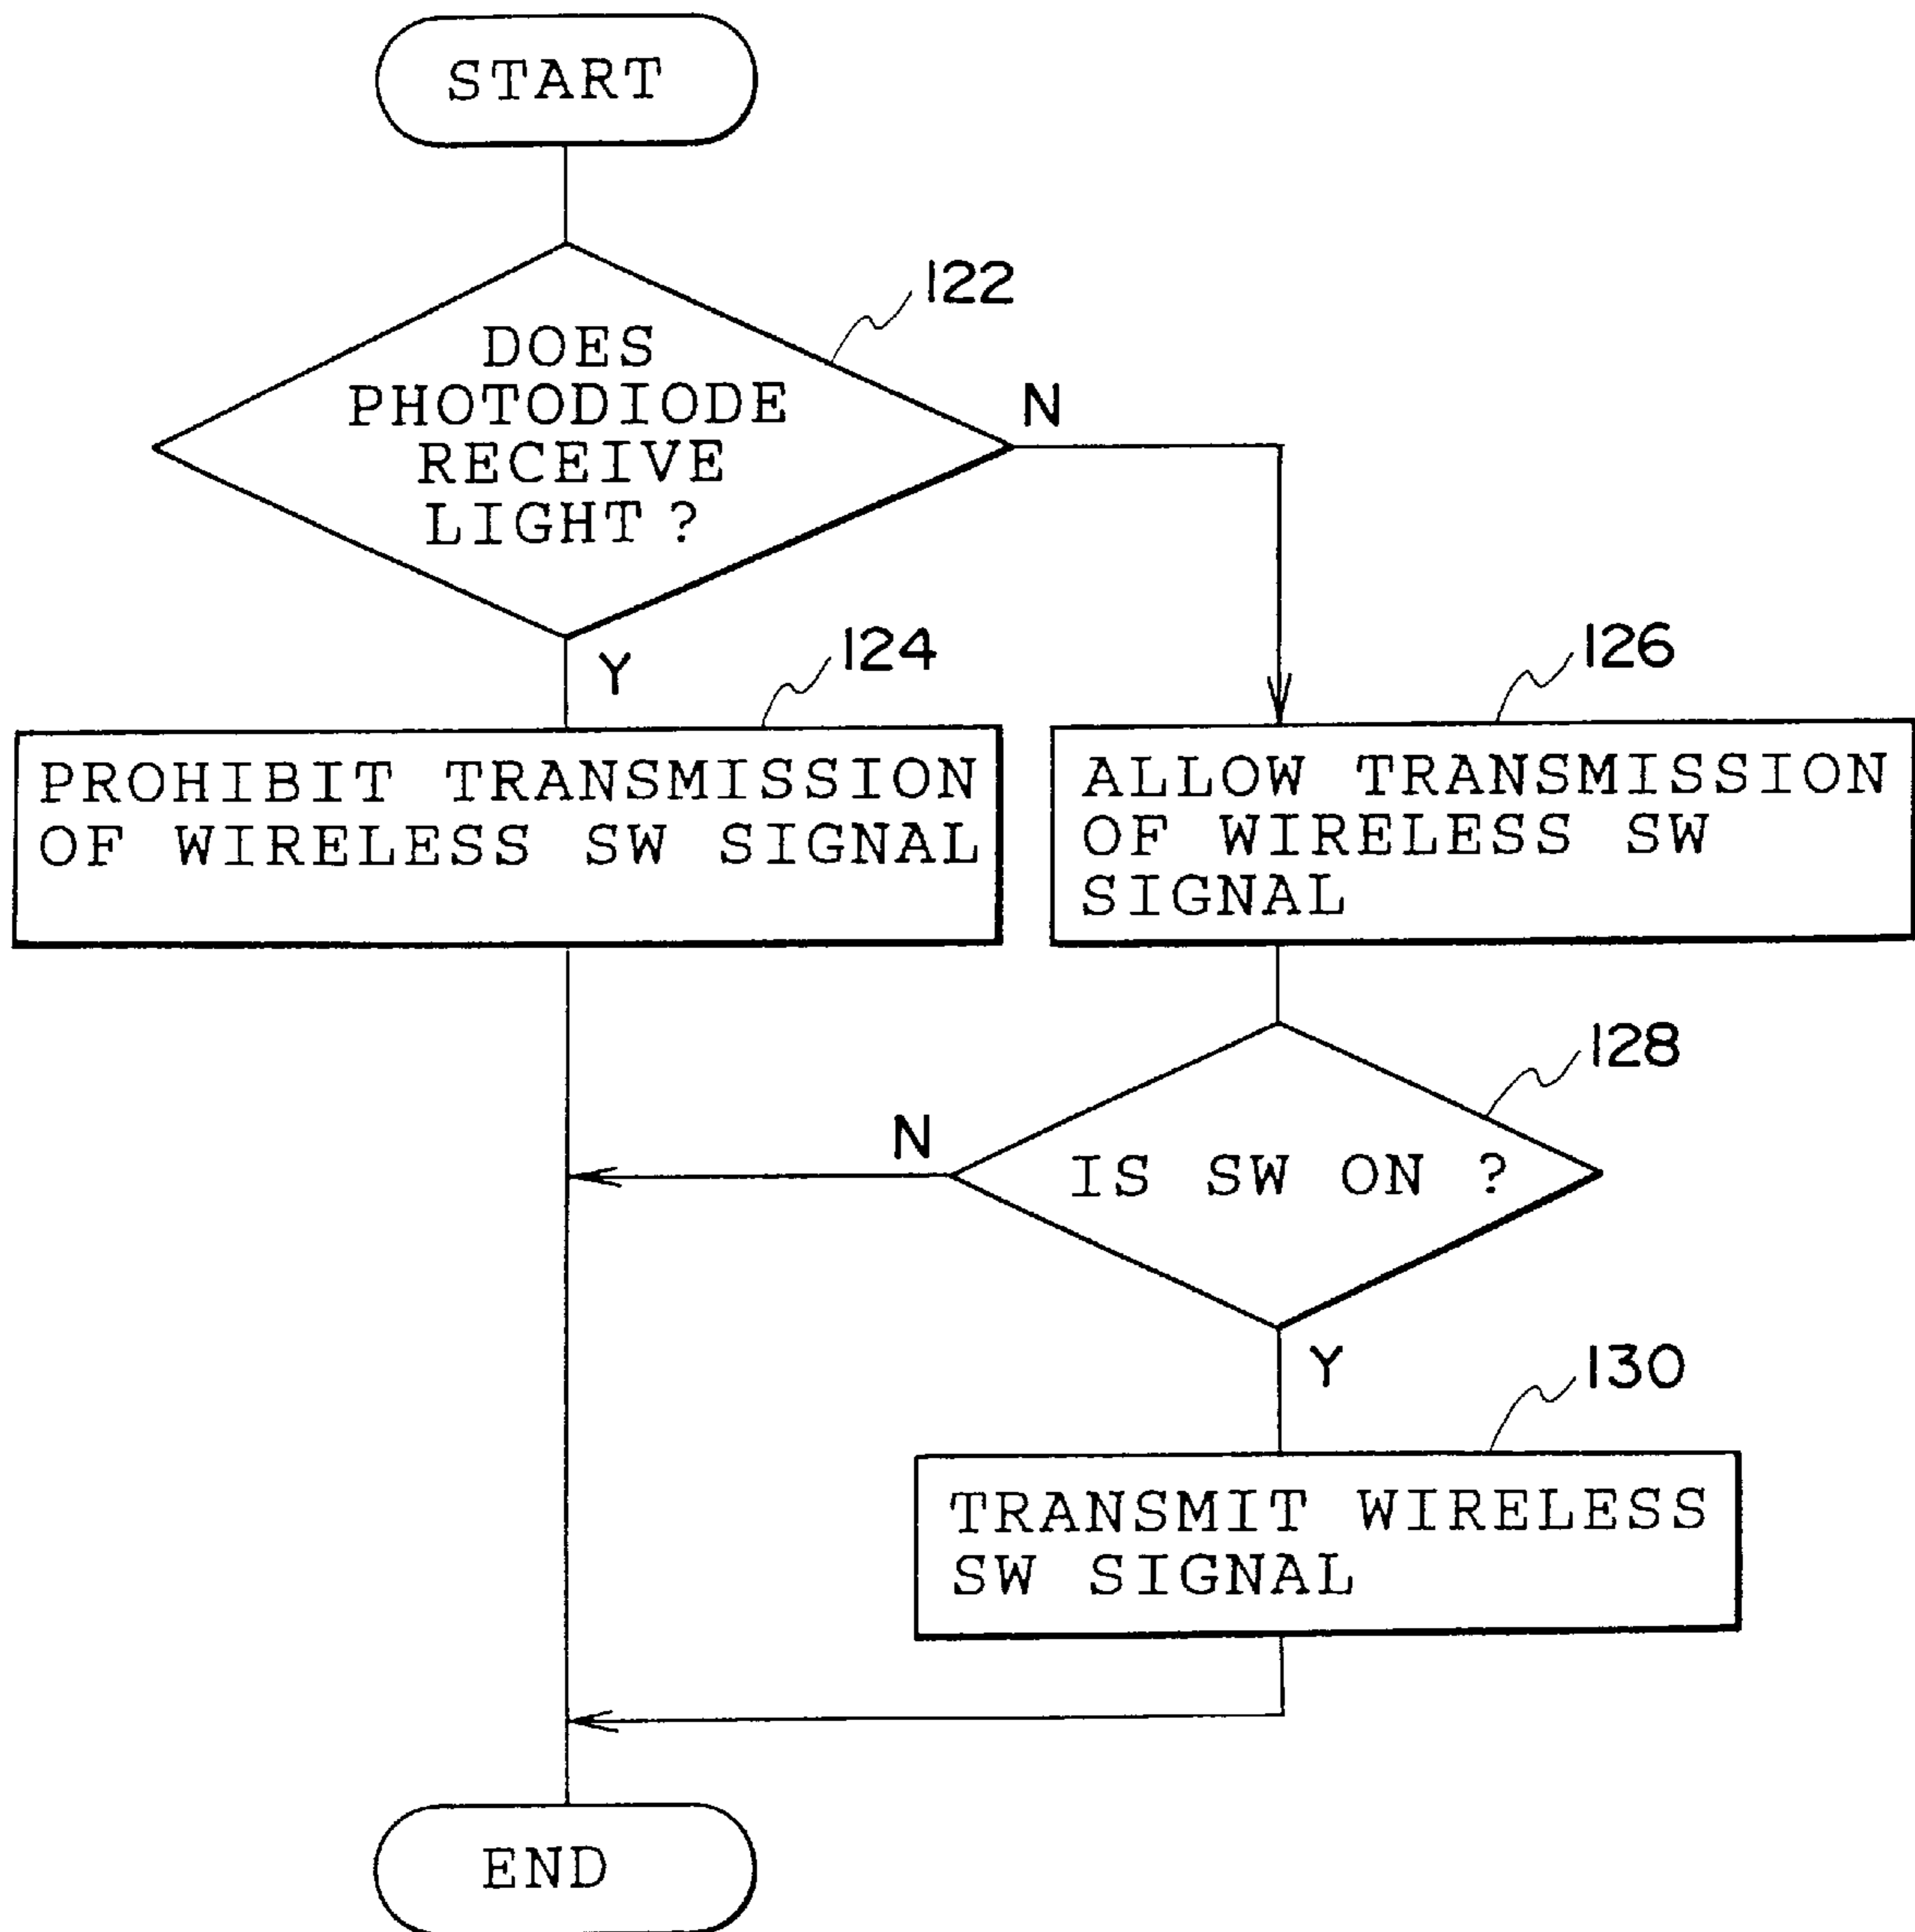 START
122
DOES
PHOTODIODE
RECEIVE
LIGHT ?
N
Y
124
PROHIBIT TRANSMISSION
OF WIRELESS SW SIGNAL
126
ALLOW TRANSMISSION
OF WIRELESS SW
SIGNAL
128
IS SW ON ?
N
Y
130
TRANSMIT WIRELESS
SW SIGNAL
END